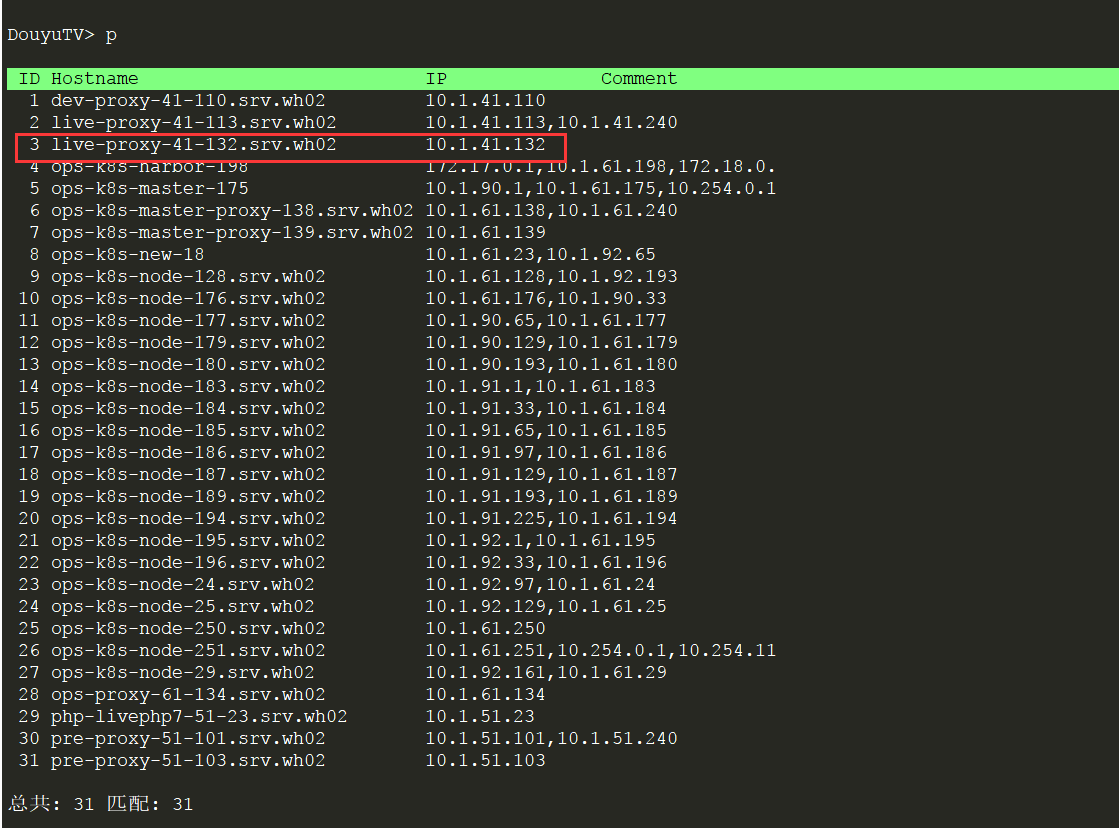 DouyuTV> p
ID Hostname IP Comment
1 dev-proxy-41-110.srv.wh02 10.1.41.110
2 live-proxy-41-113.srv.wh02 10.1.41.113,10.1.41.240
3 live-proxy-41-132.srv.wh02 10.1.41.132
4 ops-k8s-harbor-198 172.17.0.1,10.1.61.198,172.18.0.
5 ops-k8s-master-175 10.1.90.1,10.1.61.175,10.254.0.1
6 ops-k8s-master-proxy-138.srv.wh02 10.1.61.138,10.1.61.240
7 ops-k8s-master-proxy-139.srv.wh02 10.1.61.139
8 ops-k8s-new-18 10.1.61.23,10.1.92.65
9 ops-k8s-node-128.srv.wh02 10.1.61.128,10.1.92.193
10 ops-k8s-node-176.srv.wh02 10.1.61.176,10.1.90.33
11 ops-k8s-node-177.srv.wh02 10.1.90.65,10.1.61.177
12 ops-k8s-node-179.srv.wh02 10.1.90.129,10.1.61.179
13 ops-k8s-node-180.srv.wh02 10.1.90.193,10.1.61.180
14 ops-k8s-node-183.srv.wh02 10.1.91.1,10.1.61.183
15 ops-k8s-node-184.srv.wh02 10.1.91.33,10.1.61.184
16 ops-k8s-node-185.srv.wh02 10.1.91.65,10.1.61.185
17 ops-k8s-node-186.srv.wh02 10.1.91.97,10.1.61.186
18 ops-k8s-node-187.srv.wh02 10.1.91.129,10.1.61.187
19 ops-k8s-node-189.srv.wh02 10.1.91.193,10.1.61.189
20 ops-k8s-node-194.srv.wh02 10.1.91.225,10.1.61.194
21 ops-k8s-node-195.srv.wh02 10.1.92.1,10.1.61.195
22 ops-k8s-node-196.srv.wh02 10.1.92.33,10.1.61.196
23 ops-k8s-node-24.srv.wh02 10.1.92.97,10.1.61.24
24 ops-k8s-node-25.srv.wh02 10.1.92.129,10.1.61.25
25 ops-k8s-node-250.srv.wh02 10.1.61.250
26 ops-k8s-node-251.srv.wh02 10.1.61.251,10.254.0.1,10.254.11
27 ops-k8s-node-29.srv.wh02 10.1.92.161,10.1.61.29
28 ops-proxy-61-134.srv.wh02 10.1.61.134
29 php-livephp7-51-23.srv.wh02 10.1.51.23
30 pre-proxy-51-101.srv.wh02 10.1.51.101,10.1.51.240
31 pre-proxy-51-103.srv.wh02 10.1.51.103
总共: 31 匹配: 31